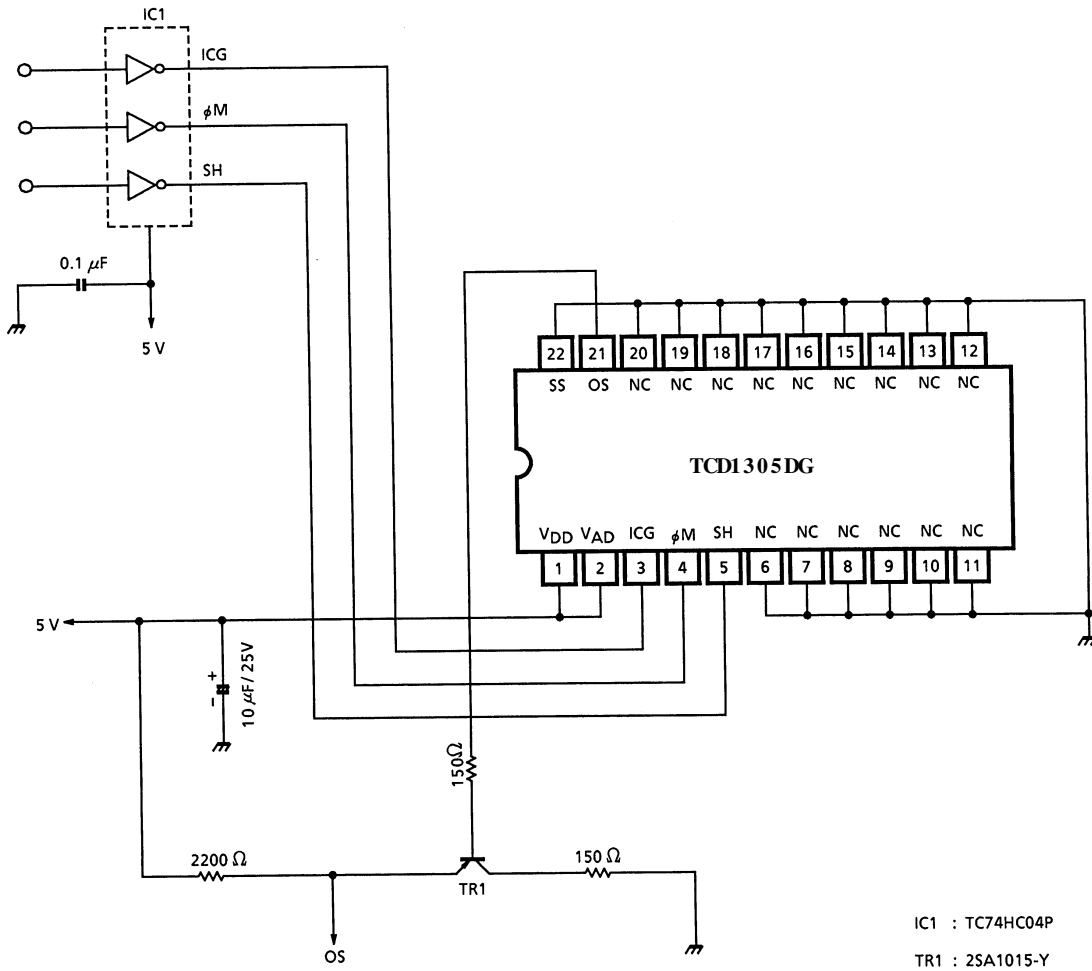 IC1
ICG
φM
SH
0.1 μF
5 V
22 21 20 19 18 17 16 15 14 13 12
SS OS NC NC NC NC NC NC NC NC NC
TCD1305DG
VDD VAD ICG φM SH NC NC NC NC NC NC
1 2 3 4 5 6 7 8 9 10 11
5 V
+
−
10 μF/25V
150Ω
2200 Ω
150 Ω
TR1
OS
IC1 : TC74HC04P
TR1 : 2SA1015-Y